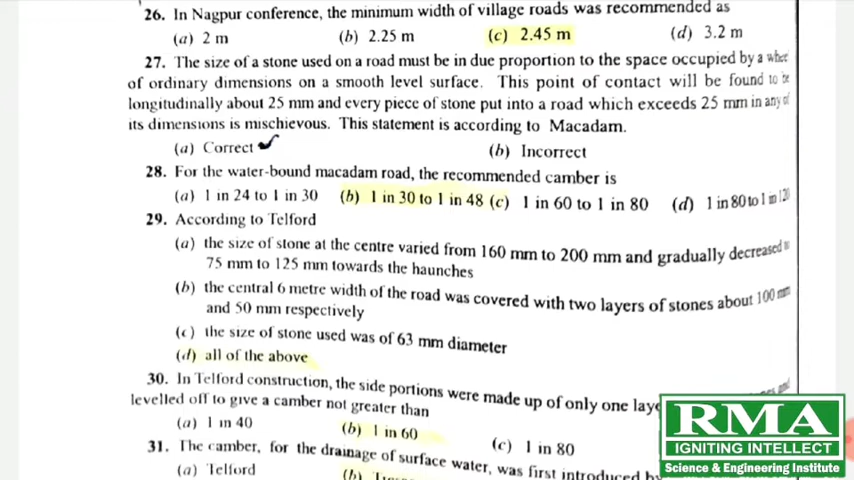 26. In Nagpur conference, the minimum width of village roads was recommended as
(a) 2 m (b) 2.25 m (c) 2.45 m (d) 3.2 m
27. The size of a stone used on a road must be in due proportion to the space occupied by a wheel
of ordinary dimensions on a smooth level surface. This point of contact will be found to be
longitudinally about 25 mm and every piece of stone put into a road which exceeds 25 mm in any of
its dimensions is mischievous. This statement is according to Macadam.
(a) Correct (b) Incorrect
28. For the water-bound macadam road, the recommended camber is
(a) 1 in 24 to 1 in 30 (b) 1 in 30 to 1 in 48 (c) 1 in 60 to 1 in 80 (d) 1 in 80 to 1 in 120
29. According to Telford
(a) the size of stone at the centre varied from 160 mm to 200 mm and gradually decreased
75 mm to 125 mm towards the haunches
(b) the central 6 metre width of the road was covered with two layers of stones about 100 mm
and 50 mm respectively
(c) the size of stone used was of 63 mm diameter
(d) all of the above
30. In Telford construction, the side portions were made up of only one
levelled off to give a camber not greater than
(a) 1 in 40 (b) 1 in 60 (c) 1 in 80
31. The camber, for the drainage of surface water, was first introduced by
(a) Telford (b)
RMA
IGNITING INTELLECT
Science & Engineering Institute